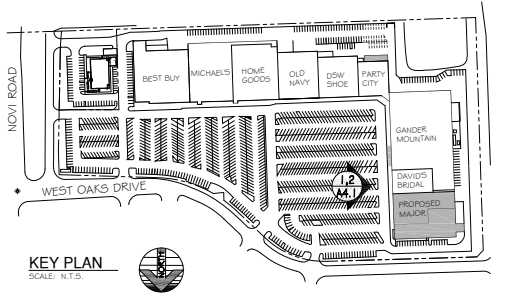 NOVI ROAD
BEST BUY
MICHAELS
HOME
GOODS
OLD
NAVY
DSW
SHOE
PARTY
CITY
GANDER
MOUNTAIN
DAVID'S
BRIDAL
PROPOSED
MAJOR
1,2
A4.1
WEST OAKS DRIVE
KEY PLAN
SCALE: N.T.S.
NORTH